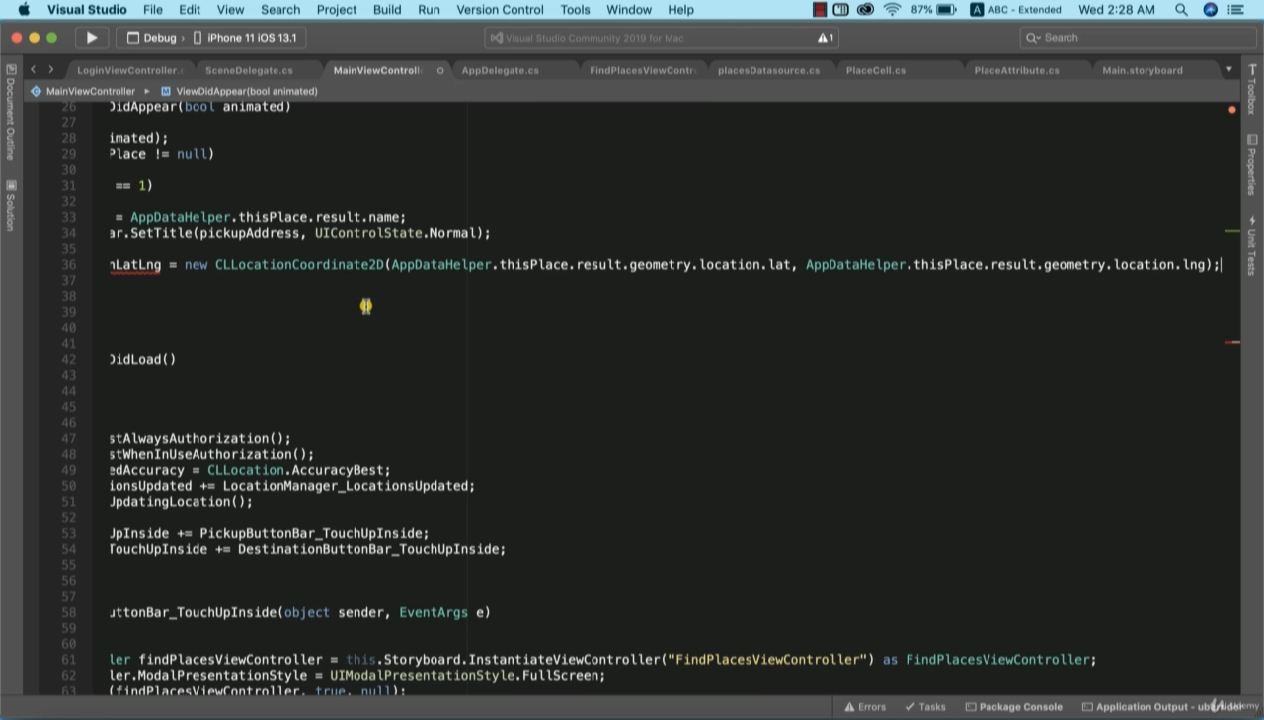 Visual Studio File Edit View Search Project Build Run Version Control Tools Window Help 87% A ABC - Extended Wed 2:28 AM
Debug › iPhone 11 iOS 13.1 Visual Studio Community 2019 for Mac 1 Search
LoginViewController.c SceneDelegate.cs MainViewControll AppDelegate.cs FindPlacesViewContr placesDatasource.cs PlaceCell.cs PlaceAttribute.cs Main.storyboard
MainViewController ▸ M ViewDidAppear(bool animated)
Document Outline
Solution
Toolbox
Properties
Unit Tests
26 DidAppear(bool animated)
27
28 imated);
29 Place != null)
30
31 == 1)
32
33 = AppDataHelper.thisPlace.result.name;
34 ar.SetTitle(pickupAddress, UIControlState.Normal);
35
36 nLatLng = new CLLocationCoordinate2D(AppDataHelper.thisPlace.result.geometry.location.lat, AppDataHelper.thisPlace.result.geometry.location.lng);
37
38
39
40
41
42 DidLoad()
43
44
45
46
47 stAlwaysAuthorization();
48 stWhenInUseAuthorization();
49 edAccuracy = CLLocation.AccuracyBest;
50 ionsUpdated += LocationManager_LocationsUpdated;
51 UpdatingLocation();
52
53 UpInside += PickupButtonBar_TouchUpInside;
54 TouchUpInside += DestinationButtonBar_TouchUpInside;
55
56
57
58 uttonBar_TouchUpInside(object sender, EventArgs e)
59
60
61 ler findPlacesViewController = this.Storyboard.InstantiateViewController("FindPlacesViewController") as FindPlacesViewController;
62 ler.ModalPresentationStyle = UIModalPresentationStyle.FullScreen;
63 (findPlacesViewController, true, null);
Errors Tasks Package Console Application Output - ub